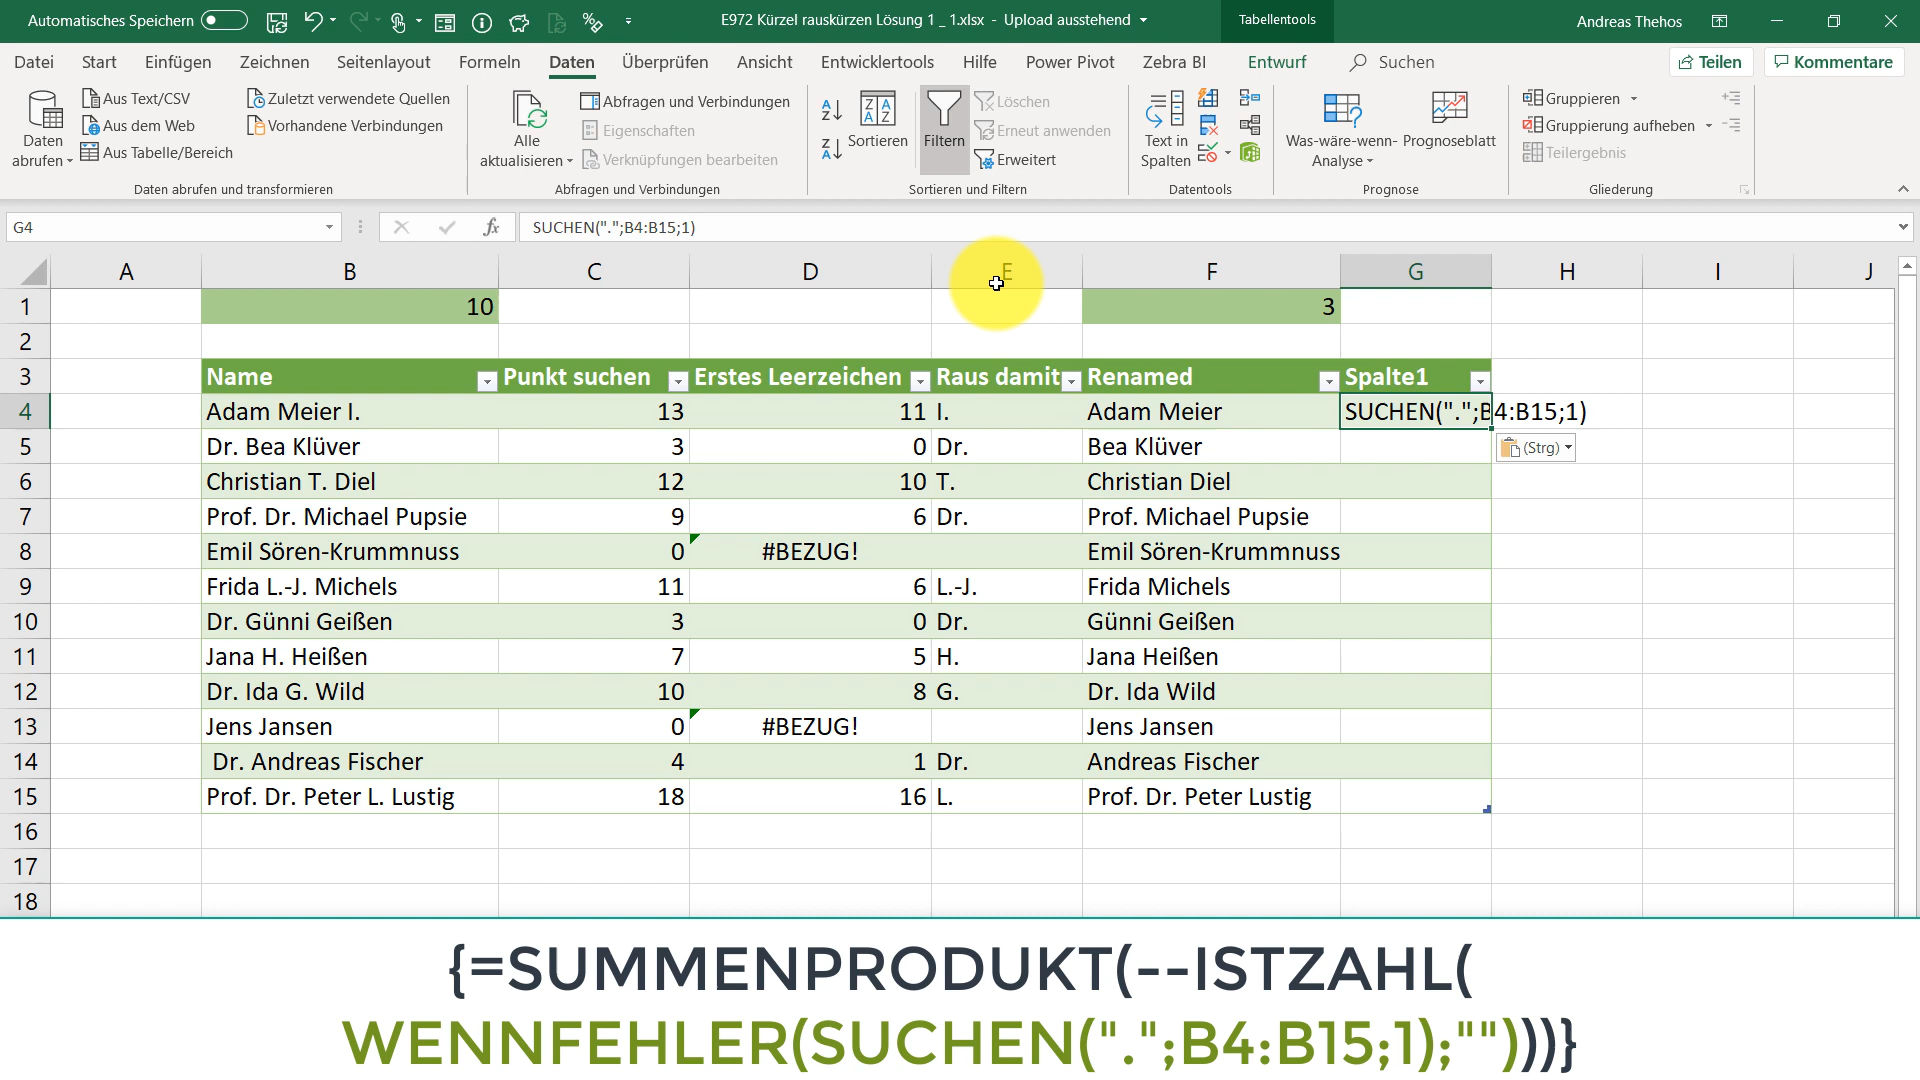 Automatisches Speichern
E972 Kürzel rauskürzen Lösung 1 _ 1.xlsx - Upload ausstehend
Tabellentools
Andreas Thehos
Datei Start Einfügen Zeichnen Seitenlayout Formeln Daten Überprüfen Ansicht Entwicklertools Hilfe Power Pivot Zebra BI Entwurf Suchen Teilen Kommentare
Daten abrufen
Aus Text/CSV
Aus dem Web
Aus Tabelle/Bereich
Zuletzt verwendete Quellen
Vorhandene Verbindungen
Daten abrufen und transformieren
Alle aktualisieren
Abfragen und Verbindungen
Eigenschaften
Verknüpfungen bearbeiten
Abfragen und Verbindungen
Sortieren
Filtern
Löschen
Erneut anwenden
Erweitert
Sortieren und Filtern
Text in Spalten
Datentools
Was-wäre-wenn-Analyse
Prognoseblatt
Prognose
Gruppieren
Gruppierung aufheben
Teilergebnis
Gliederung
G4 fx SUCHEN(".";B4:B15;1)
A B C D E F G H I J
1 10 3
2
3 Name Punkt suchen Erstes Leerzeichen Raus damit Renamed Spalte1
4 Adam Meier I. 13 11 I. Adam Meier SUCHEN(".";B4:B15;1)
5 Dr. Bea Klüver 3 0 Dr. Bea Klüver (Strg)
6 Christian T. Diel 12 10 T. Christian Diel
7 Prof. Dr. Michael Pupsie 9 6 Dr. Prof. Michael Pupsie
8 Emil Sören-Krummnuss 0 #BEZUG! Emil Sören-Krummnuss
9 Frida L.-J. Michels 11 6 L.-J. Frida Michels
10 Dr. Günni Geißen 3 0 Dr. Günni Geißen
11 Jana H. Heißen 7 5 H. Jana Heißen
12 Dr. Ida G. Wild 10 8 G. Dr. Ida Wild
13 Jens Jansen 0 #BEZUG! Jens Jansen
14 Dr. Andreas Fischer 4 1 Dr. Andreas Fischer
15 Prof. Dr. Peter L. Lustig 18 16 L. Prof. Dr. Peter Lustig
16
17
18
{=SUMMENPRODUKT(--ISTZAHL(
WENNFEHLER(SUCHEN(".";B4:B15;1);"")))}